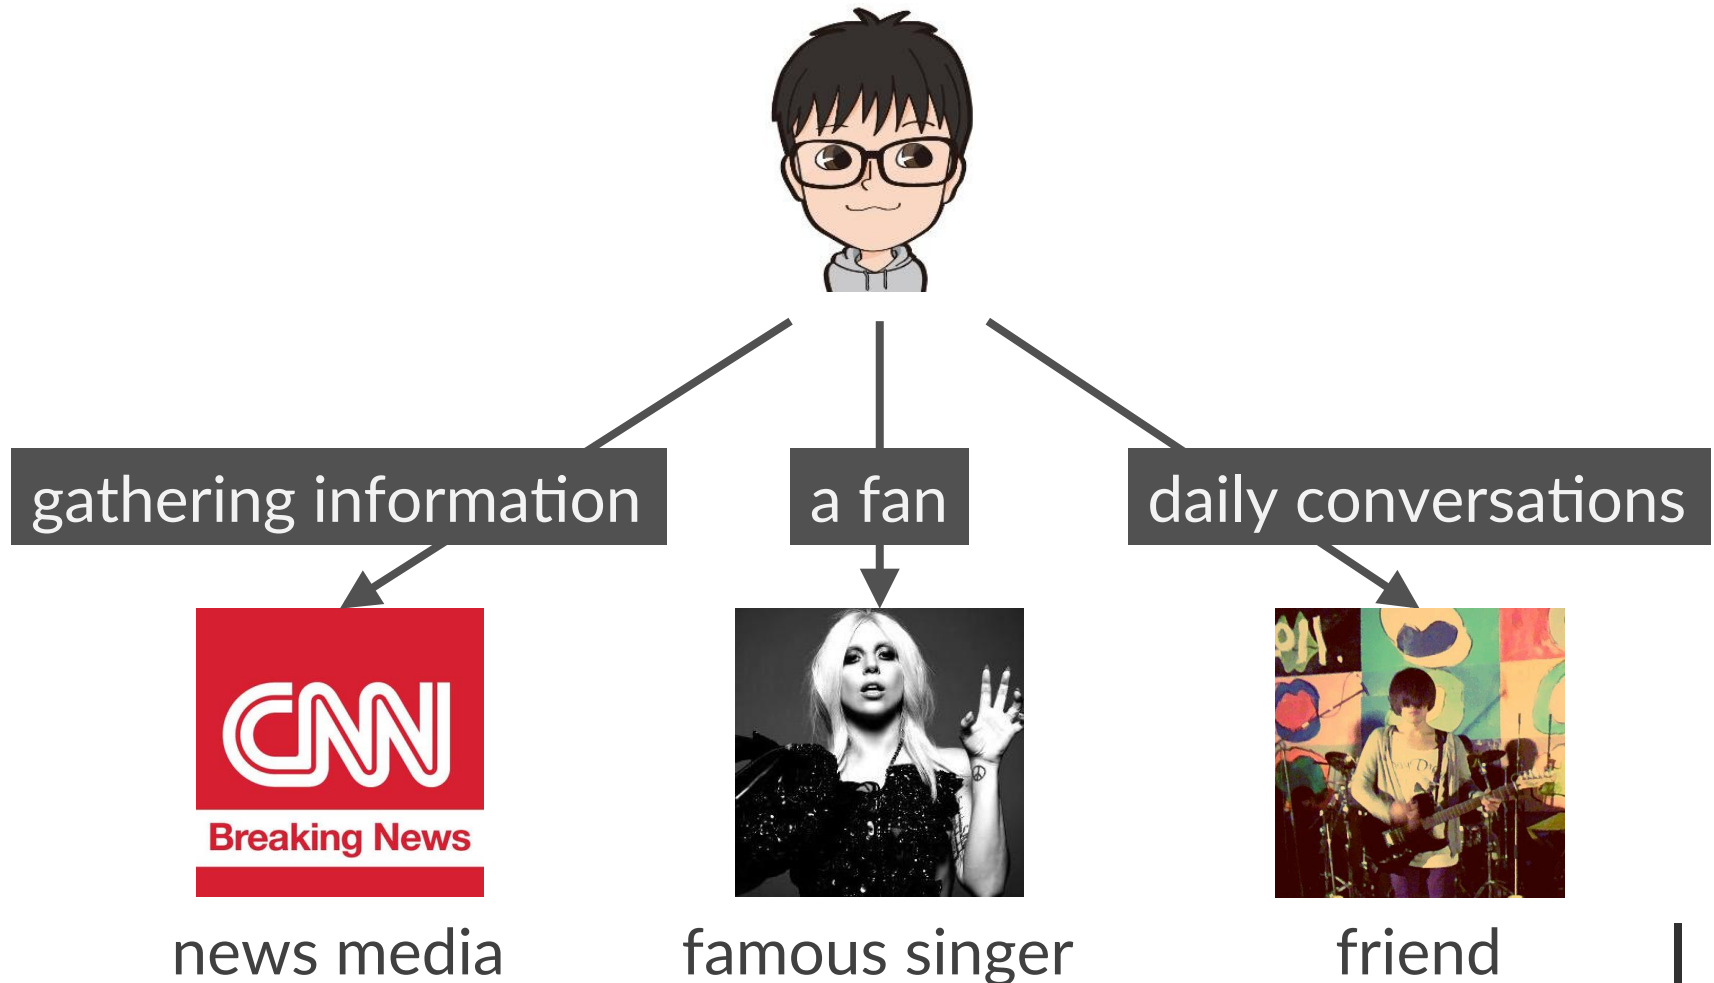 gathering information
a fan
daily conversations
CNN
Breaking News
news media
famous singer
friend